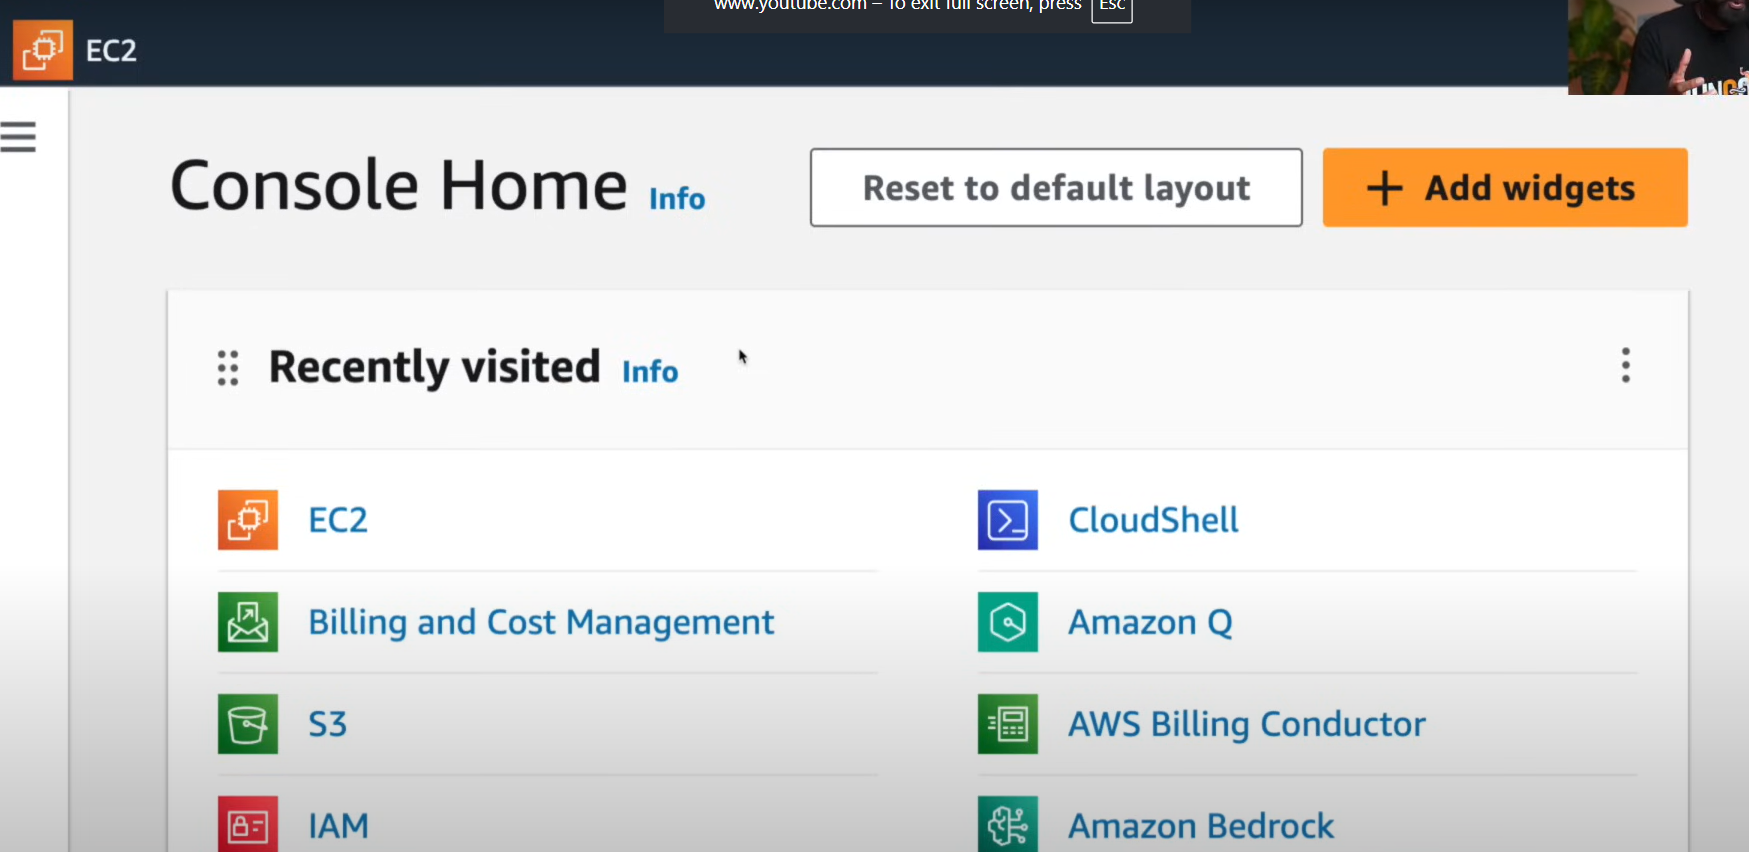 www.youtube.com – To exit full screen, press Esc
EC2
Console Home Info
Reset to default layout
+ Add widgets
Recently visited Info
EC2
CloudShell
Billing and Cost Management
Amazon Q
S3
AWS Billing Conductor
IAM
Amazon Bedrock